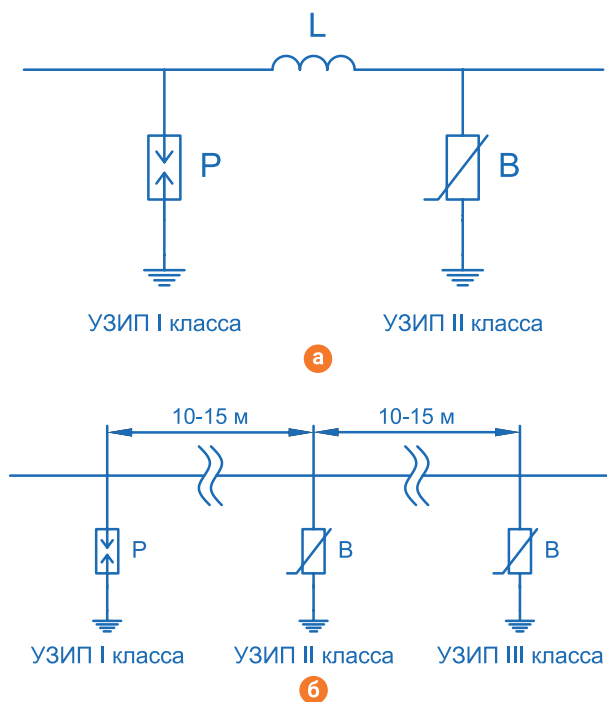 L
P B
УЗИП I класса УЗИП II класса
а
10-15 м 10-15 м
P B B
УЗИП I класса УЗИП II класса УЗИП III класса
б